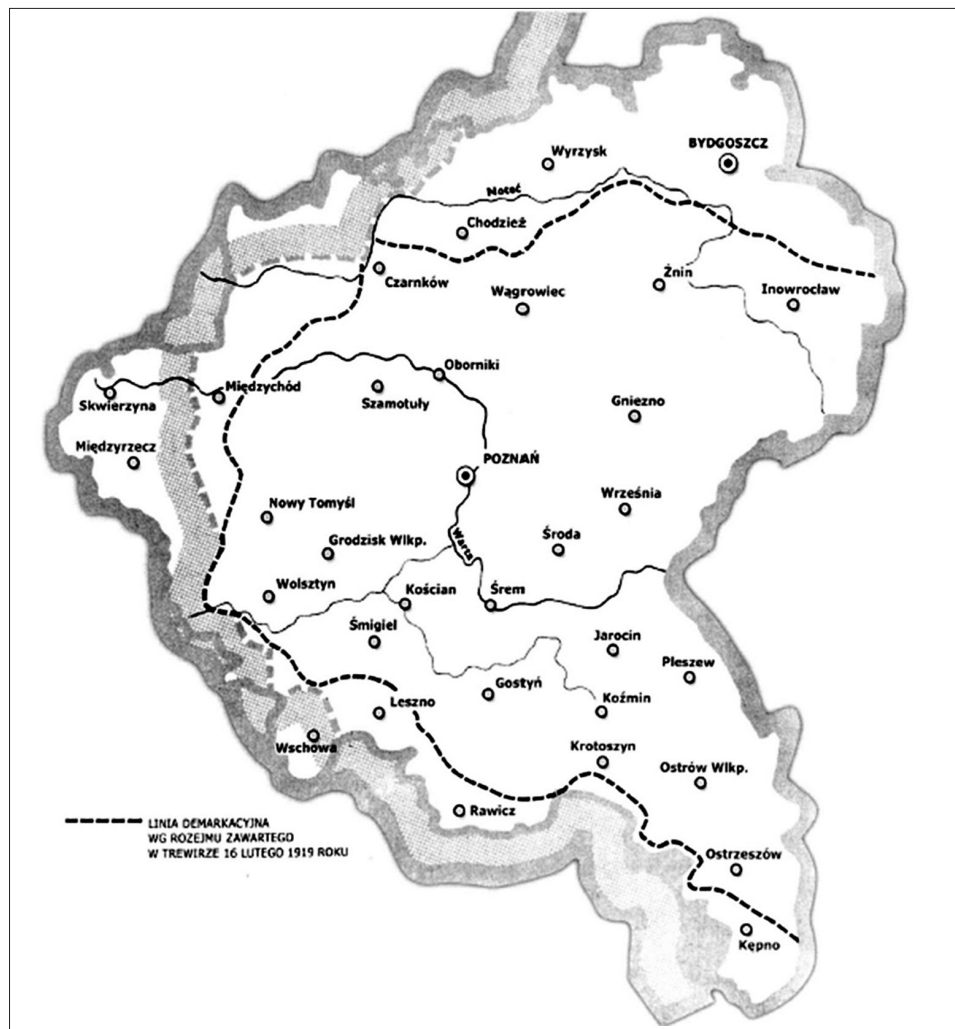 BYDGOSZCZ
Wyrzysk
Noteć
Chodzież
Czarnków
Żnin
Wągrowiec
Inowrocław
Oborniki
Międzychód
Skwierzyna
Szamotuły
Gniezno
Międzyrzecz
POZNAŃ
Września
Nowy Tomyśl
Środa
Warta
Grodzisk Wlkp.
Wolsztyn
Kościan
Śrem
Śmigiel
Jarocin
Pleszew
Gostyń
Koźmin
Leszno
Wschowa
Krotoszyn
Ostrów Wlkp.
Rawicz
LINIA DEMARKACYJNA
WG ROZEJMU ZAWARTEGO
W TREWIRZE 16 LUTEGO 1919 ROKU
Ostrzeszów
Kępno